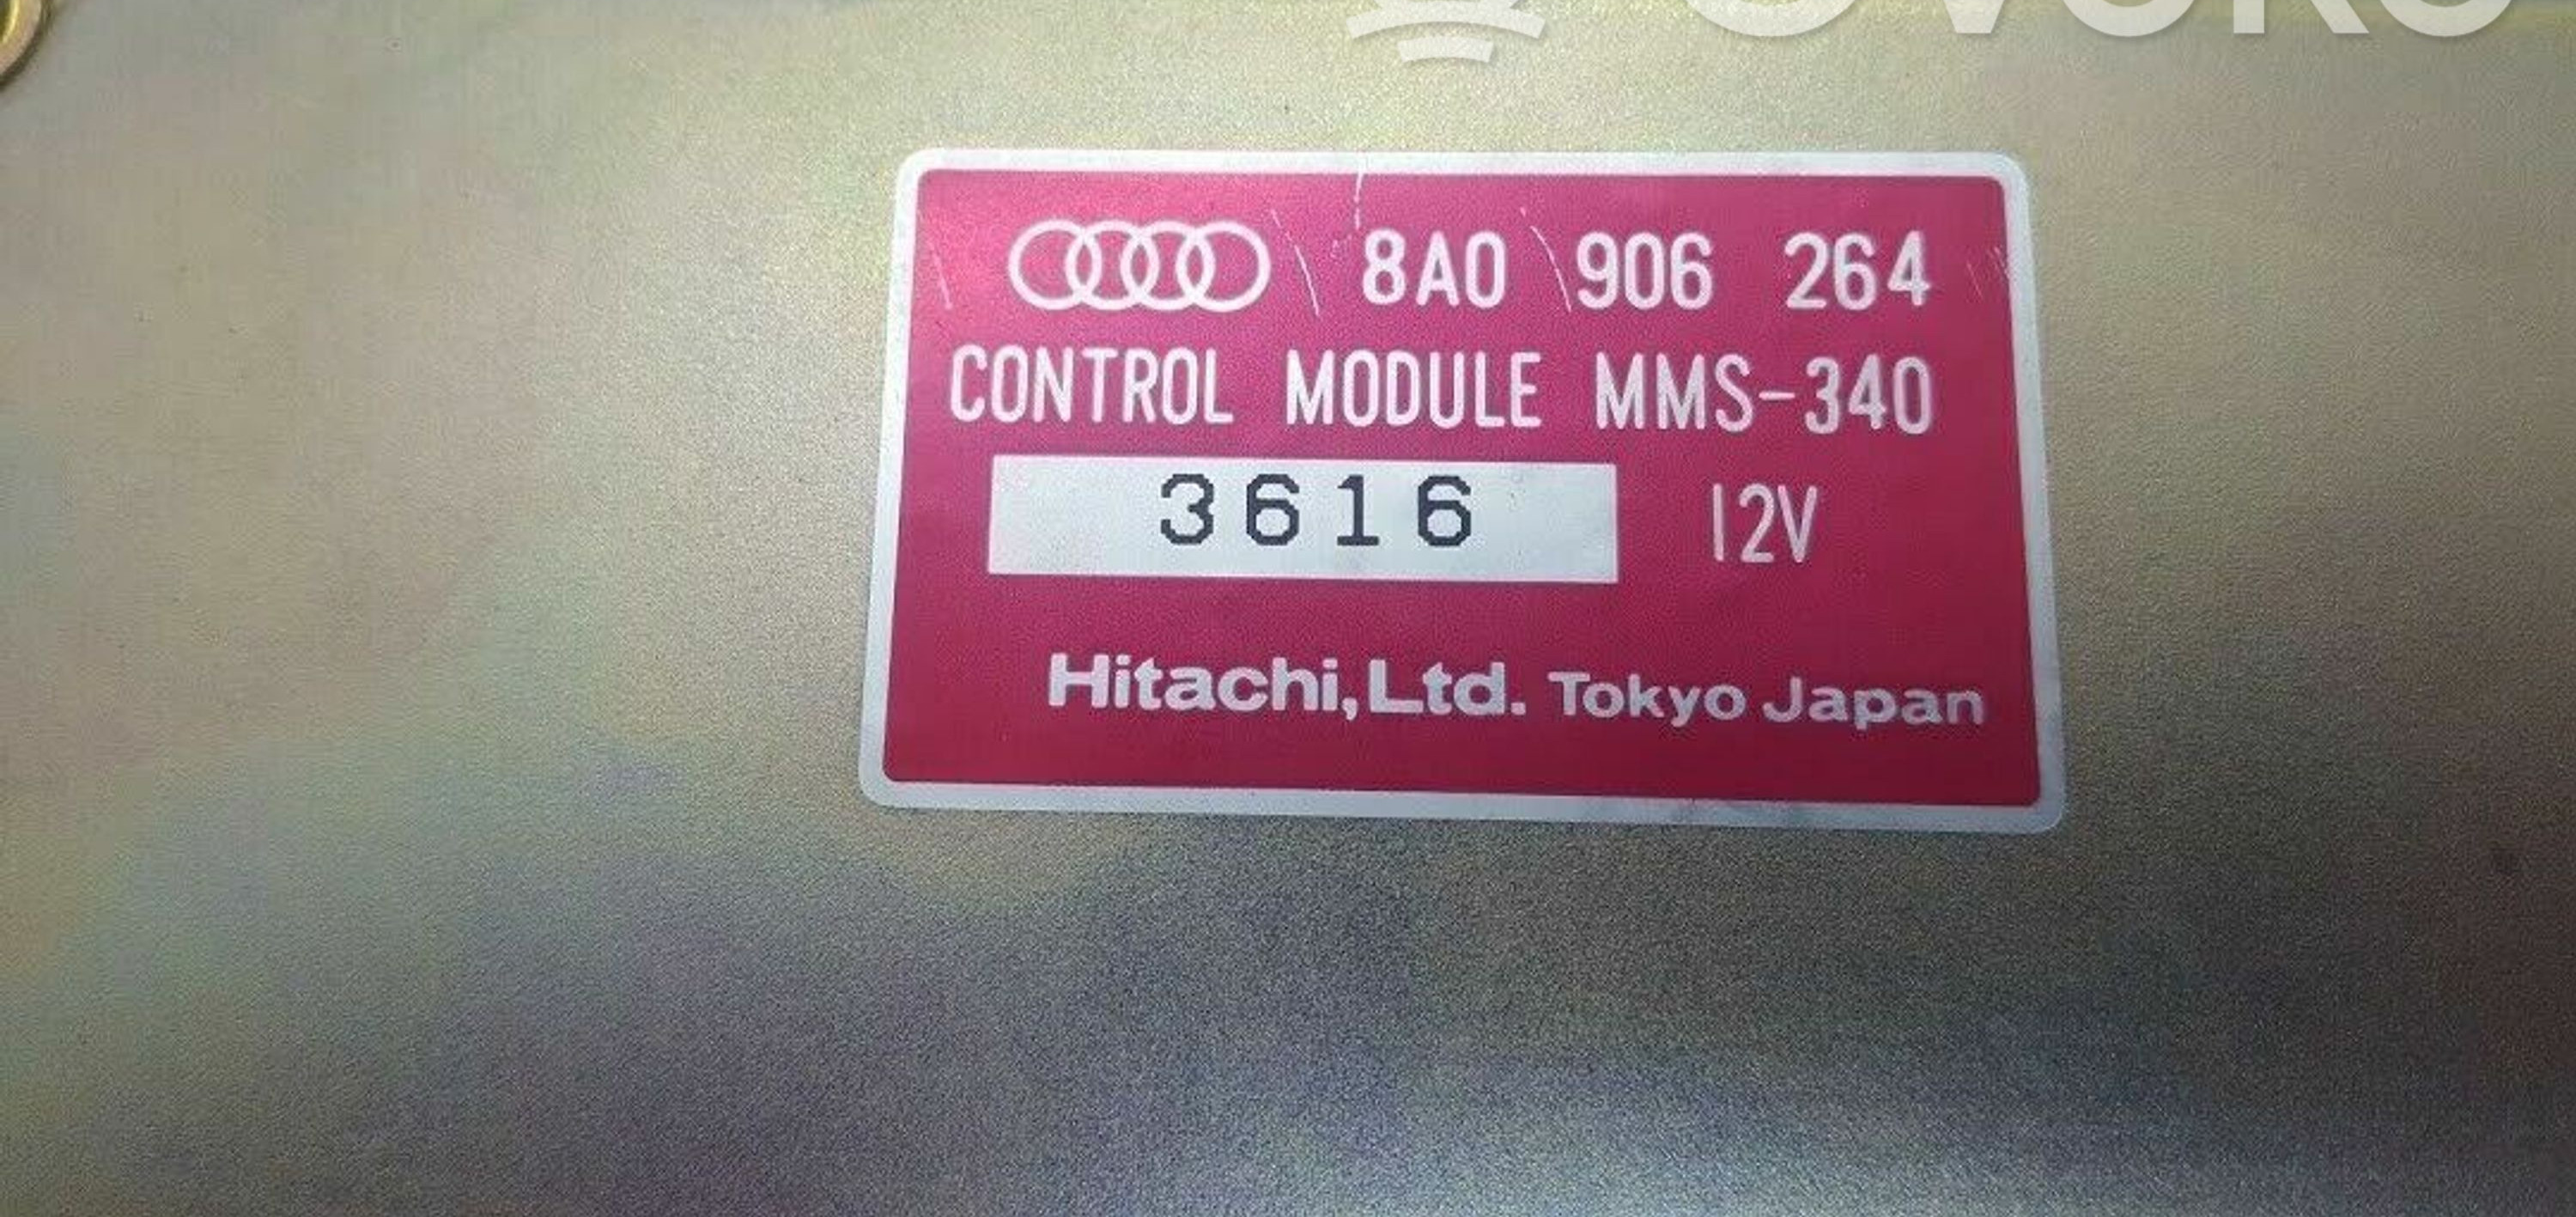 8A0 906 264
CONTROL MODULE MMS-340
3616 12V
Hitachi, Ltd. Tokyo Japan